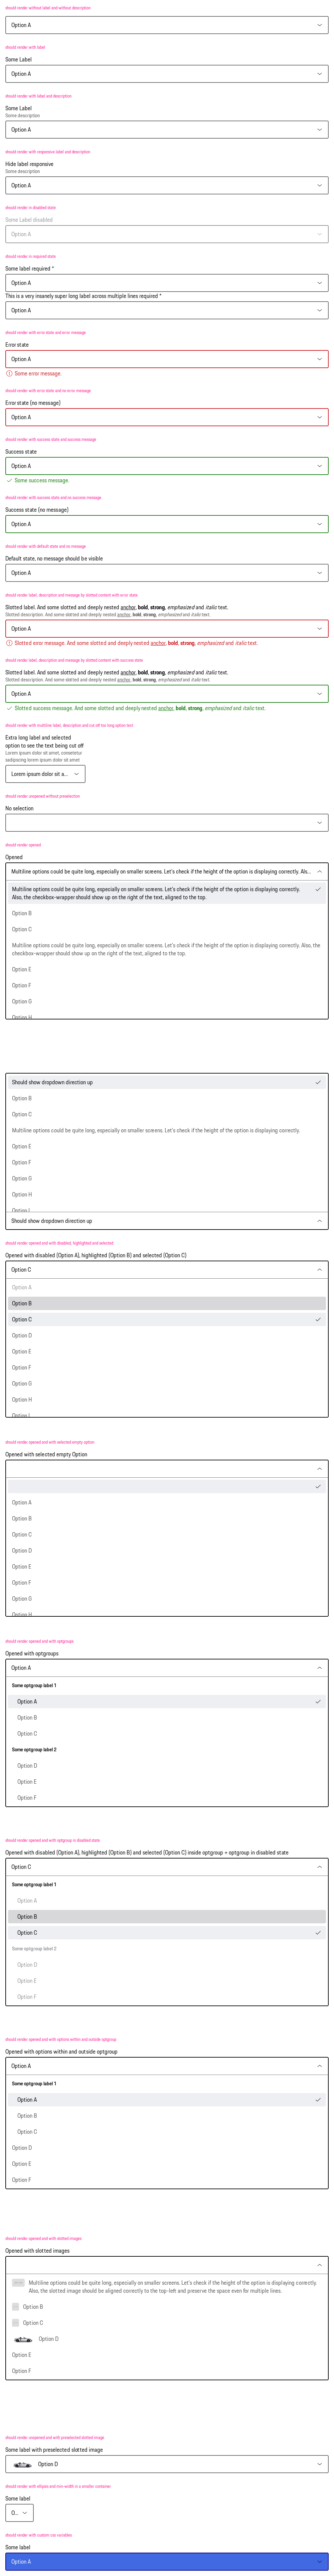 should render without label and without description
Option A
should render with label
Some Label
Option A
should render with label and description
Some Label
Some description
Option A
should render with responsive label and description
Hide label responsive
Some description
Option A
should render in disabled state
Some Label disabled
Option A
should render in required state
Some label required *
Option A
This is a very insanely super long label across multiple lines required *
Option A
should render with error state and error message
Error state
Option A
Some error message.
should render with error state and no error message
Error state (no message)
Option A
should render with success state and success message
Success state
Option A
Some success message.
should render with success state and no success message
Success state (no message)
Option A
should render with default state and no message
Default state, no message should be visible
Option A
should render label, description and message by slotted content with error state
Slotted label. And some slotted and deeply nested anchor, bold, strong, emphasized and italic text.
Slotted description. And some slotted and deeply nested anchor, bold, strong, emphasized and italic text.
Option A
Slotted error message. And some slotted and deeply nested anchor, bold, strong, emphasized and italic text.
should render label, description and message by slotted content with success state
Slotted label. And some slotted and deeply nested anchor, bold, strong, emphasized and italic text.
Slotted description. And some slotted and deeply nested anchor, bold, strong, emphasized and italic text.
Option A
Slotted success message. And some slotted and deeply nested anchor, bold, strong, emphasized and italic text.
should render with multiline label, description and cut off too long option text
Extra long label and selected
option to see the text being cut off
Lorem ipsum dolor sit amet, consetetur
sadipscing lorem ipsum dolor sit amet
Lorem ipsum dolor sit a...
should render unopened without preselection
No selection
should render opened
Opened
Multiline options could be quite long, especially on smaller screens. Let's check if the height of the option is displaying correctly. Als...
Multiline options could be quite long, especially on smaller screens. Let's check if the height of the option is displaying correctly.
Also, the checkbox-wrapper should show up on the right of the text, aligned to the top.
Option B
Option C
Multiline options could be quite long, especially on smaller screens. Let's check if the height of the option is displaying correctly. Also, the
checkbox-wrapper should show up on the right of the text, aligned to the top.
Option E
Option F
Option G
Option H
Should show dropdown direction up
Option B
Option C
Multiline options could be quite long, especially on smaller screens. Let's check if the height of the option is displaying correctly.
Option E
Option F
Option G
Option H
Option I
Should show dropdown direction up
should render opened and with disabled, highlighted and selected
Opened with disabled (Option A), highlighted (Option B) and selected (Option C)
Option C
Option A
Option B
Option C
Option D
Option E
Option F
Option G
Option H
Option I
should render opened and with selected empty option
Opened with selected empty Option
Option A
Option B
Option C
Option D
Option E
Option F
Option G
Option H
should render opened and with optgroups
Opened with optgroups
Option A
Some optgroup label 1
Option A
Option B
Option C
Some optgroup label 2
Option D
Option E
Option F
should render opened and with optgroup in disabled state
Opened with disabled (Option A), highlighted (Option B) and selected (Option C) inside optgroup + optgroup in disabled state
Option C
Some optgroup label 1
Option A
Option B
Option C
Some optgroup label 2
Option D
Option E
Option F
should render opened and with options within and outside optgroup
Opened with options within and outside optgroup
Option A
Some optgroup label 1
Option A
Option B
Option C
Option D
Option E
Option F
should render opened and with slotted images
Opened with slotted images
Multiline options could be quite long, especially on smaller screens. Let's check if the height of the option is displaying correctly.
Also, the slotted image should be aligned correctly to the top-left and preserve the space even for multiple lines.
Option B
Option C
Option D
Option E
Option F
should render unopened and with preselected slotted image
Some label with preselected slotted image
Option D
should render with ellipsis and min-width in a smaller container
Some label
O...
should render with custom css variables
Some label
Option A